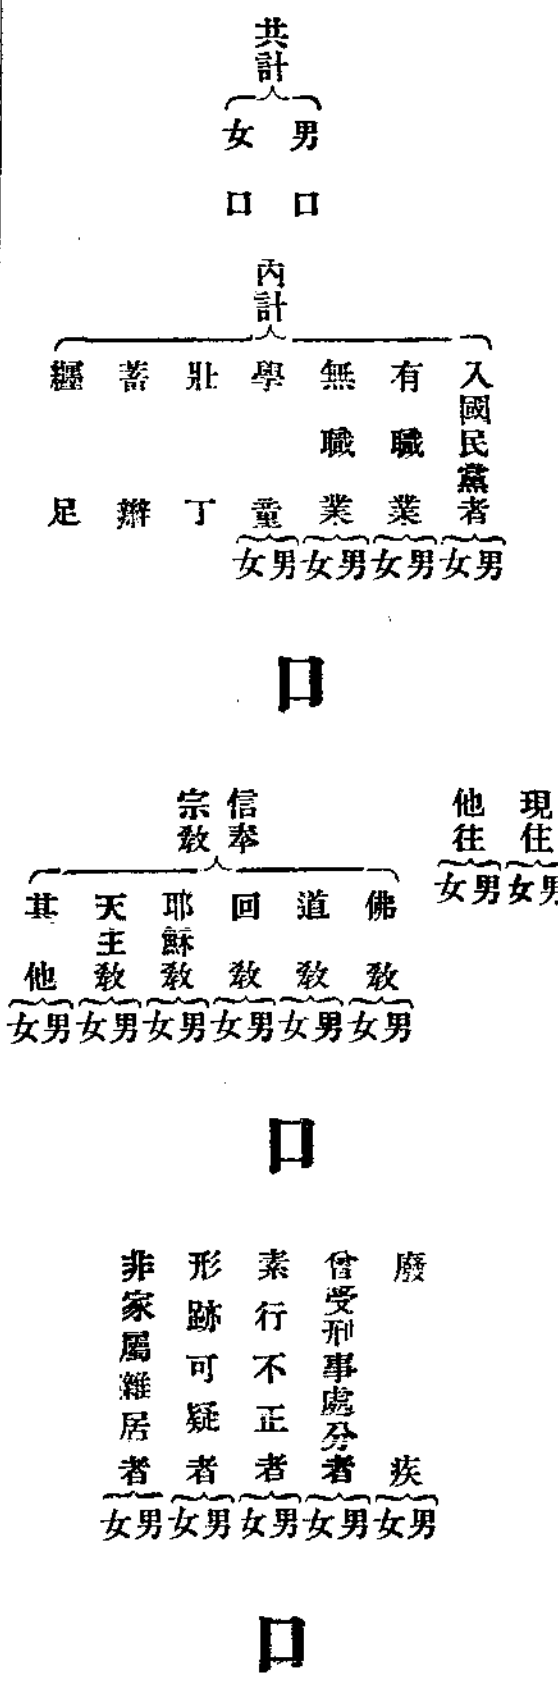 共計
男口
女口
內計
入國民黨者男女
有職業男女
無職業男女
學童男女
壯丁
蓄辮
纒足
口
現住男女
他往男女
信奉
宗教
佛教男女
道教男女
回教男女
耶穌教男女
天主教男女
其他男女
口
廢疾男女
曾受刑事處分者男女
素行不正者男女
形跡可疑者男女
非家屬雜居者男女
口